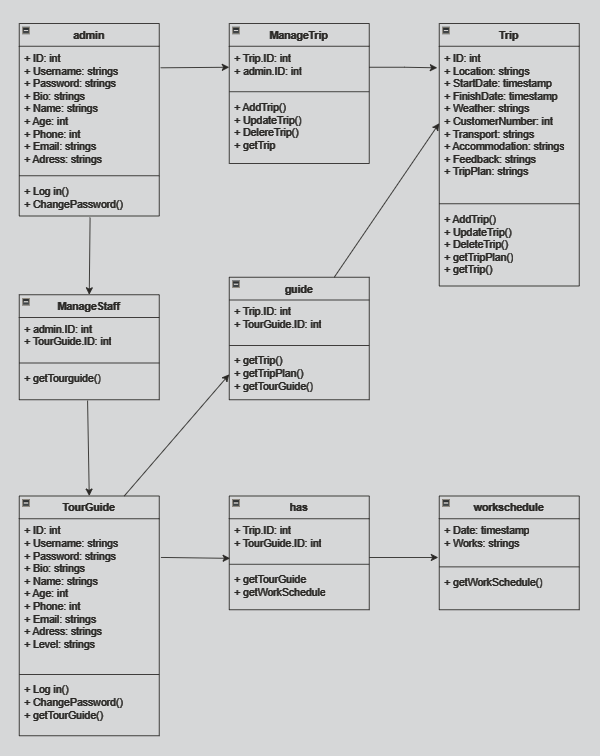 admin
+ ID: int
+ Username: strings
+ Password: strings
+ Bio: strings
+ Name: strings
+ Age: int
+ Phone: int
+ Email: strings
+ Adress: strings
+ Log in()
+ ChangePassword()
ManageTrip
+ Trip.ID: int
+ admin.ID: int
+ AddTrip()
+ UpdateTrip()
+ DelereTrip()
+ getTrip
Trip
+ ID: int
+ Location: strings
+ StartDate: timestamp
+ FinishDate: timestamp
+ Weather: strings
+ CustomerNumber: int
+ Transport: strings
+ Accommodation: strings
+ Feedback: strings
+ TripPlan: strings
+ AddTrip()
+ UpdateTrip()
+ DeleteTrip()
+ getTripPlan()
+ getTrip()
ManageStaff
+ admin.ID: int
+ TourGuide.ID: int
+ getTourguide()
guide
+ Trip.ID: int
+ TourGuide.ID: int
+ getTrip()
+ getTripPlan()
+ getTourGuide()
TourGuide
+ ID: int
+ Username: strings
+ Password: strings
+ Bio: strings
+ Name: strings
+ Age: int
+ Phone: int
+ Email: strings
+ Adress: strings
+ Level: strings
+ Log in()
+ ChangePassword()
+ getTourGuide()
has
+ Trip.ID: int
+ TourGuide.ID: int
+ getTourGuide
+ getWorkSchedule
workschedule
+ Date: timestamp
+ Works: strings
+ getWorkSchedule()